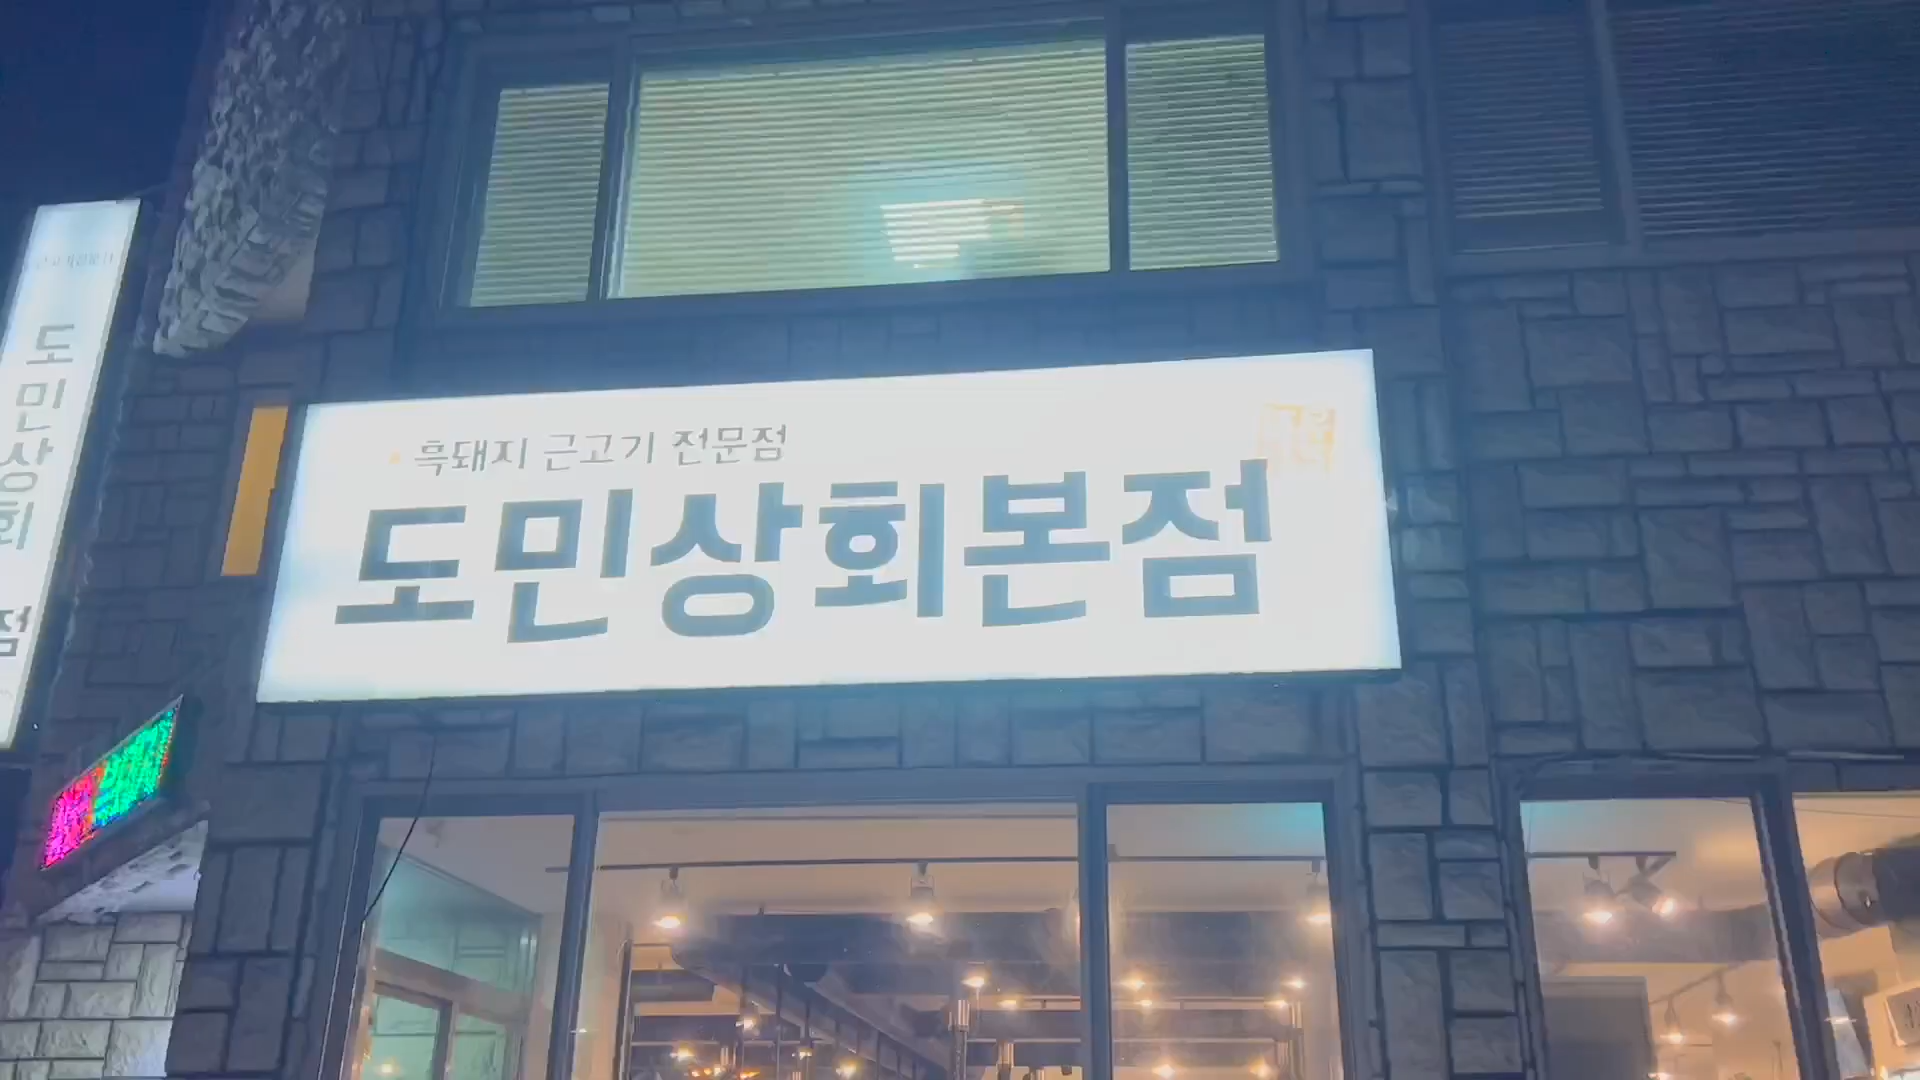 흑돼지 근고기 전문점
도민상회본점
도민상회
점